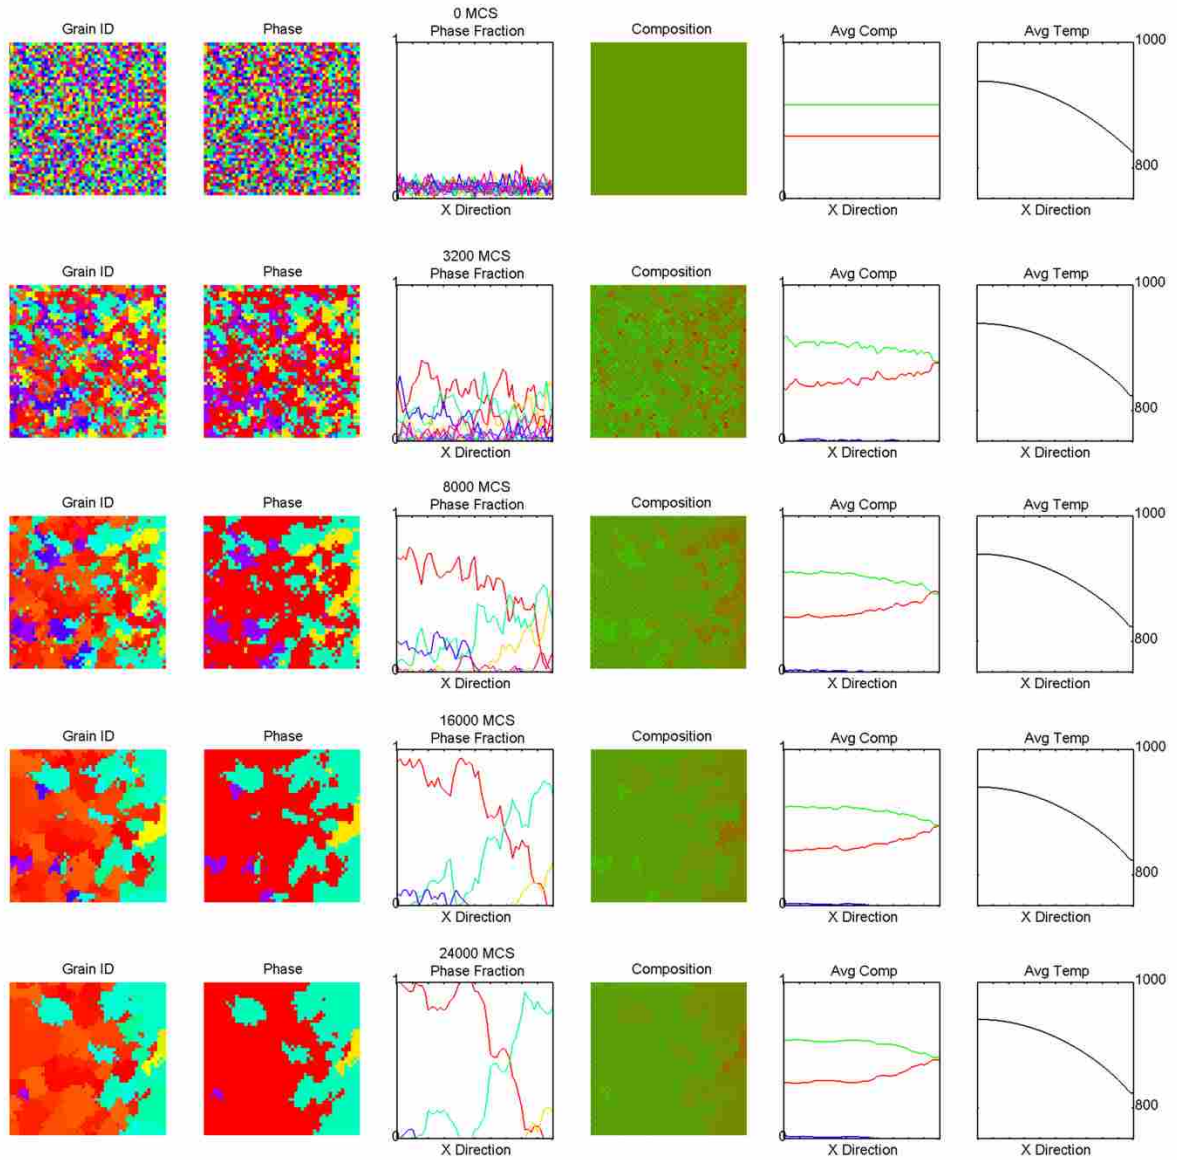 0 MCS
Grain ID Phase Phase Fraction Composition Avg Comp Avg Temp
1 1 1000
800
0 0
X Direction X Direction X Direction
3200 MCS
Grain ID Phase Phase Fraction Composition Avg Comp Avg Temp
1 1 1000
800
0 0
X Direction X Direction X Direction
8000 MCS
Grain ID Phase Phase Fraction Composition Avg Comp Avg Temp
1 1 1000
800
0 0
X Direction X Direction X Direction
16000 MCS
Grain ID Phase Phase Fraction Composition Avg Comp Avg Temp
1 1 1000
800
0 0
X Direction X Direction X Direction
24000 MCS
Grain ID Phase Phase Fraction Composition Avg Comp Avg Temp
1 1 1000
800
0 0
X Direction X Direction X Direction